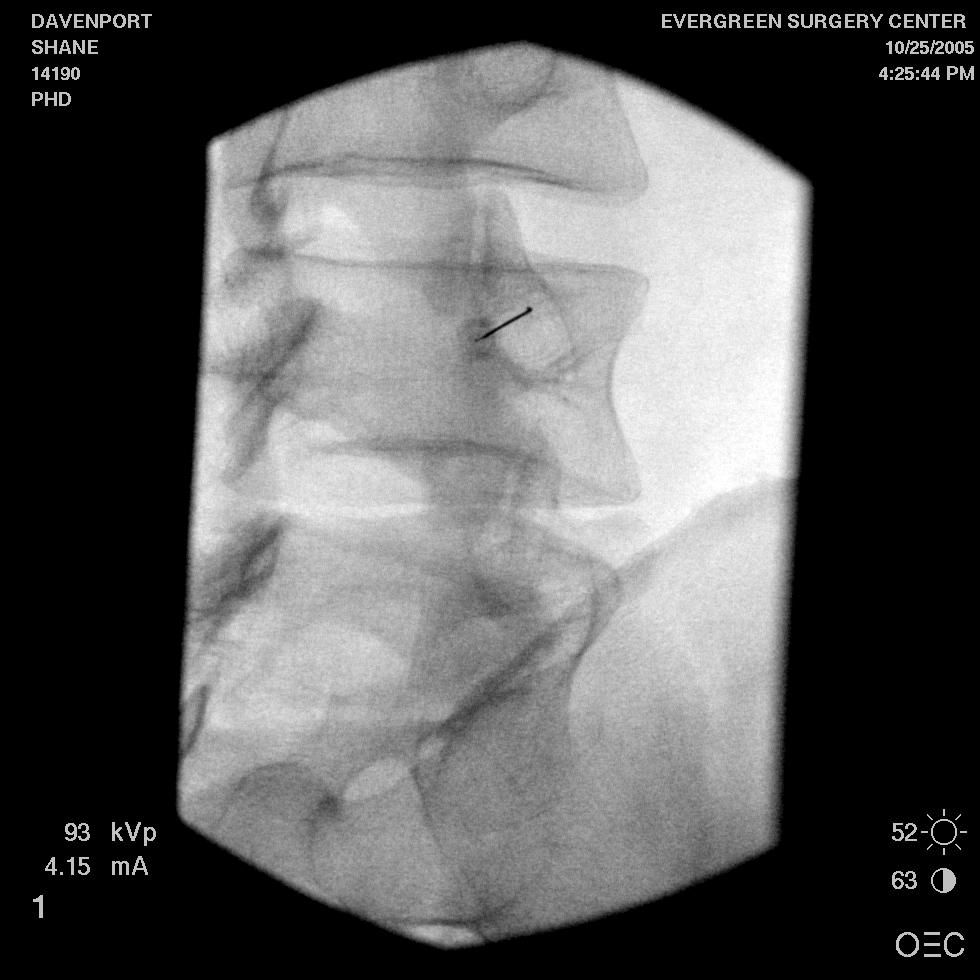 DAVENPORT
SHANE
14190
PHD
EVERGREEN SURGERY CENTER
10/25/2005
4:25:44 PM
93 kVp
4.15 mA
1
52
63
OEC